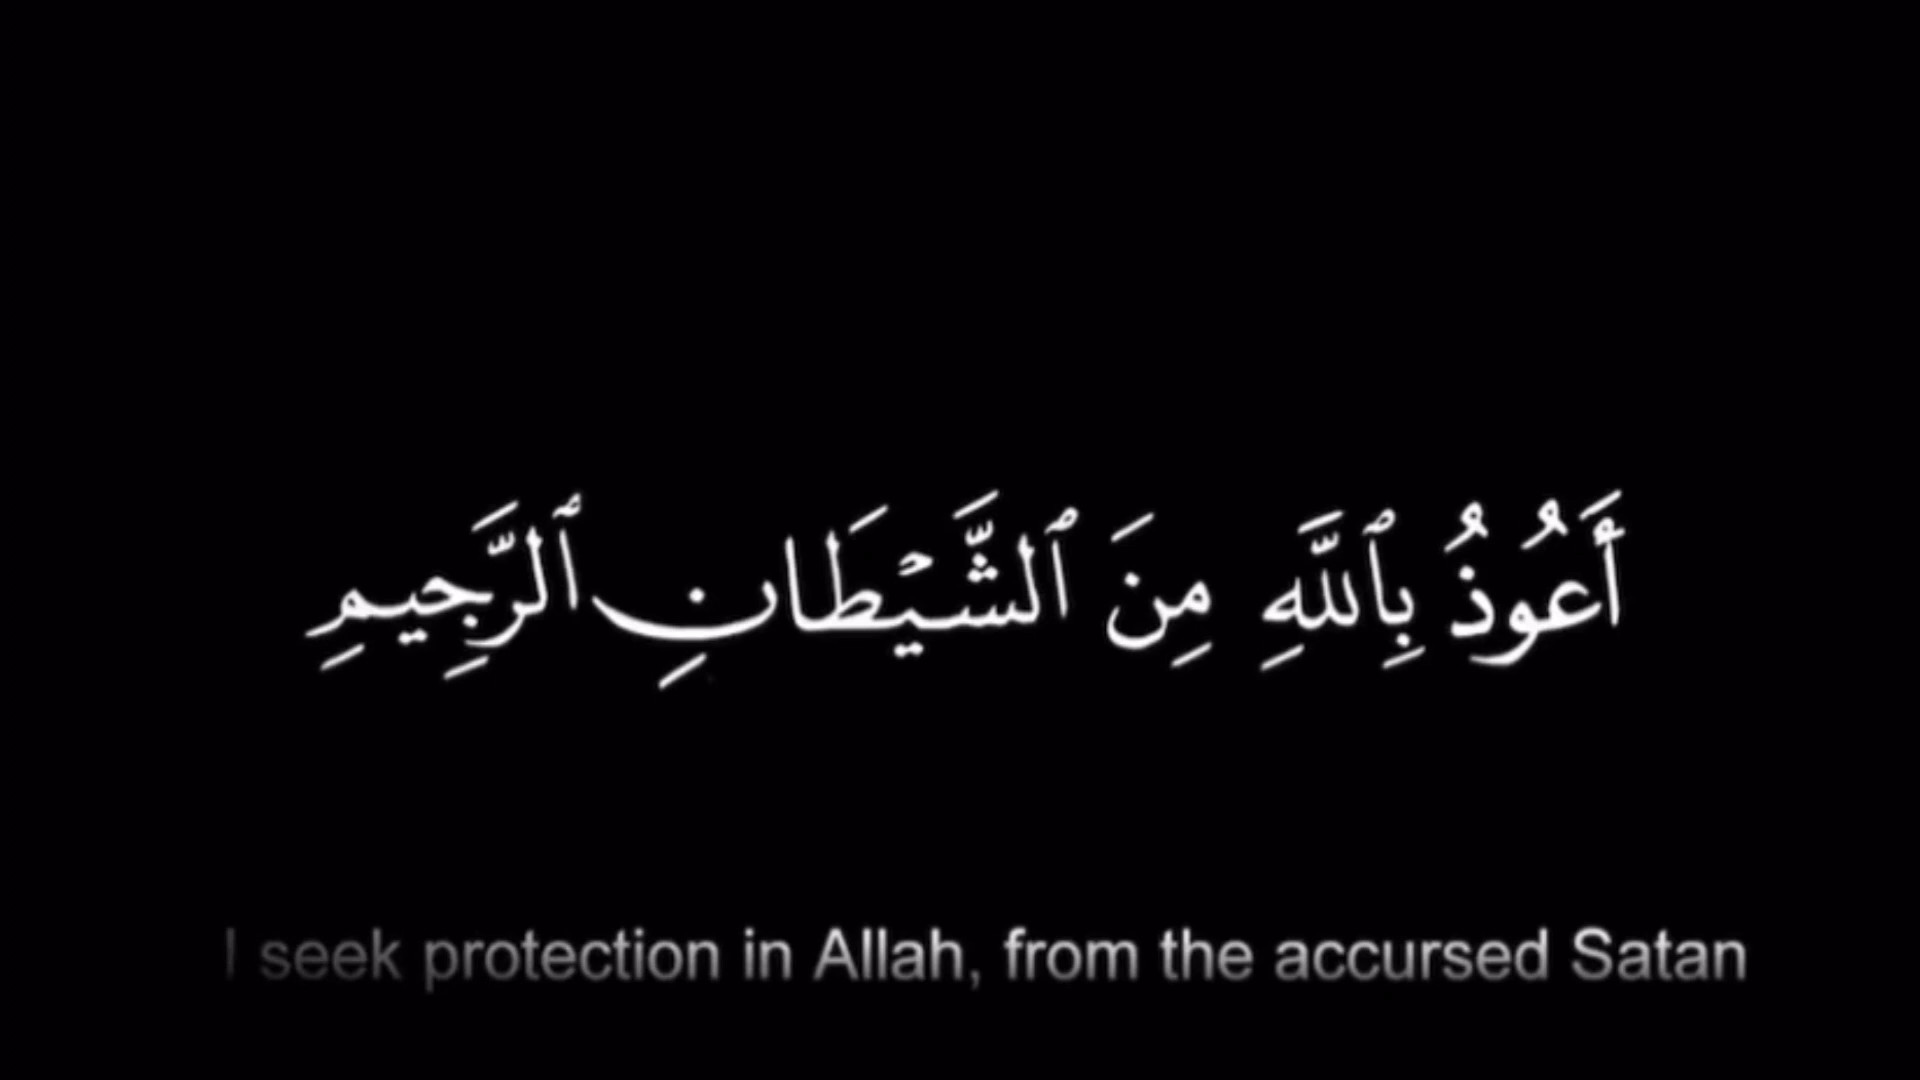 أَعُوذُ بِٱللَّهِ مِنَ ٱلشَّيْطَانِ ٱلرَّجِيمِ
I seek protection in Allah, from the accursed Satan